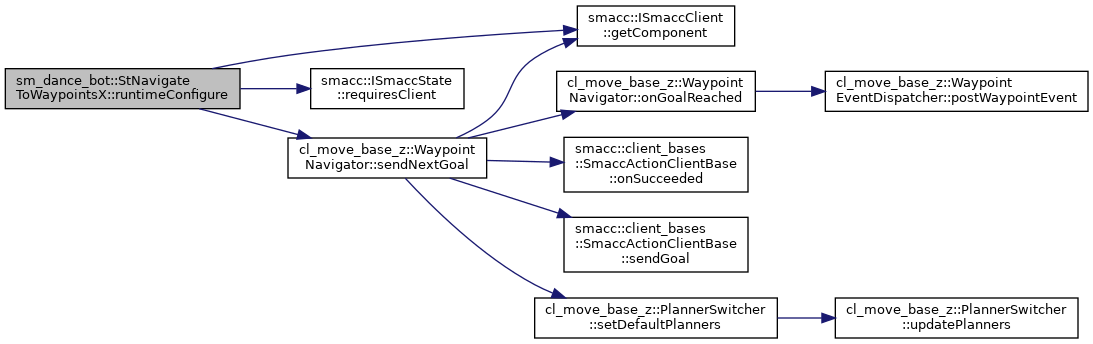 sm_dance_bot::StNavigate
ToWaypointsX::runtimeConfigure
smacc::ISmaccClient
::getComponent
smacc::ISmaccState
::requiresClient
cl_move_base_z::Waypoint
Navigator::sendNextGoal
cl_move_base_z::Waypoint
Navigator::onGoalReached
cl_move_base_z::Waypoint
EventDispatcher::postWaypointEvent
smacc::client_bases
::SmaccActionClientBase
::onSucceeded
smacc::client_bases
::SmaccActionClientBase
::sendGoal
cl_move_base_z::PlannerSwitcher
::setDefaultPlanners
cl_move_base_z::PlannerSwitcher
::updatePlanners